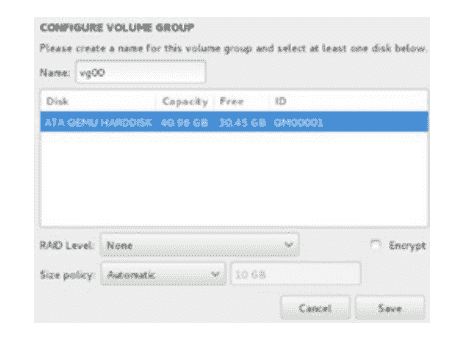 CONFIGURE VOLUME GROUP
Please create a name for this volume group and select at least one disk below.
Name: vg00
Disk Capacity Free ID
ATA QEMU HARDDISK 40.96 GB 30.45 GB QM00001
RAID Level: None Encrypt
Size policy: Automatic 10 GB
Cancel Save